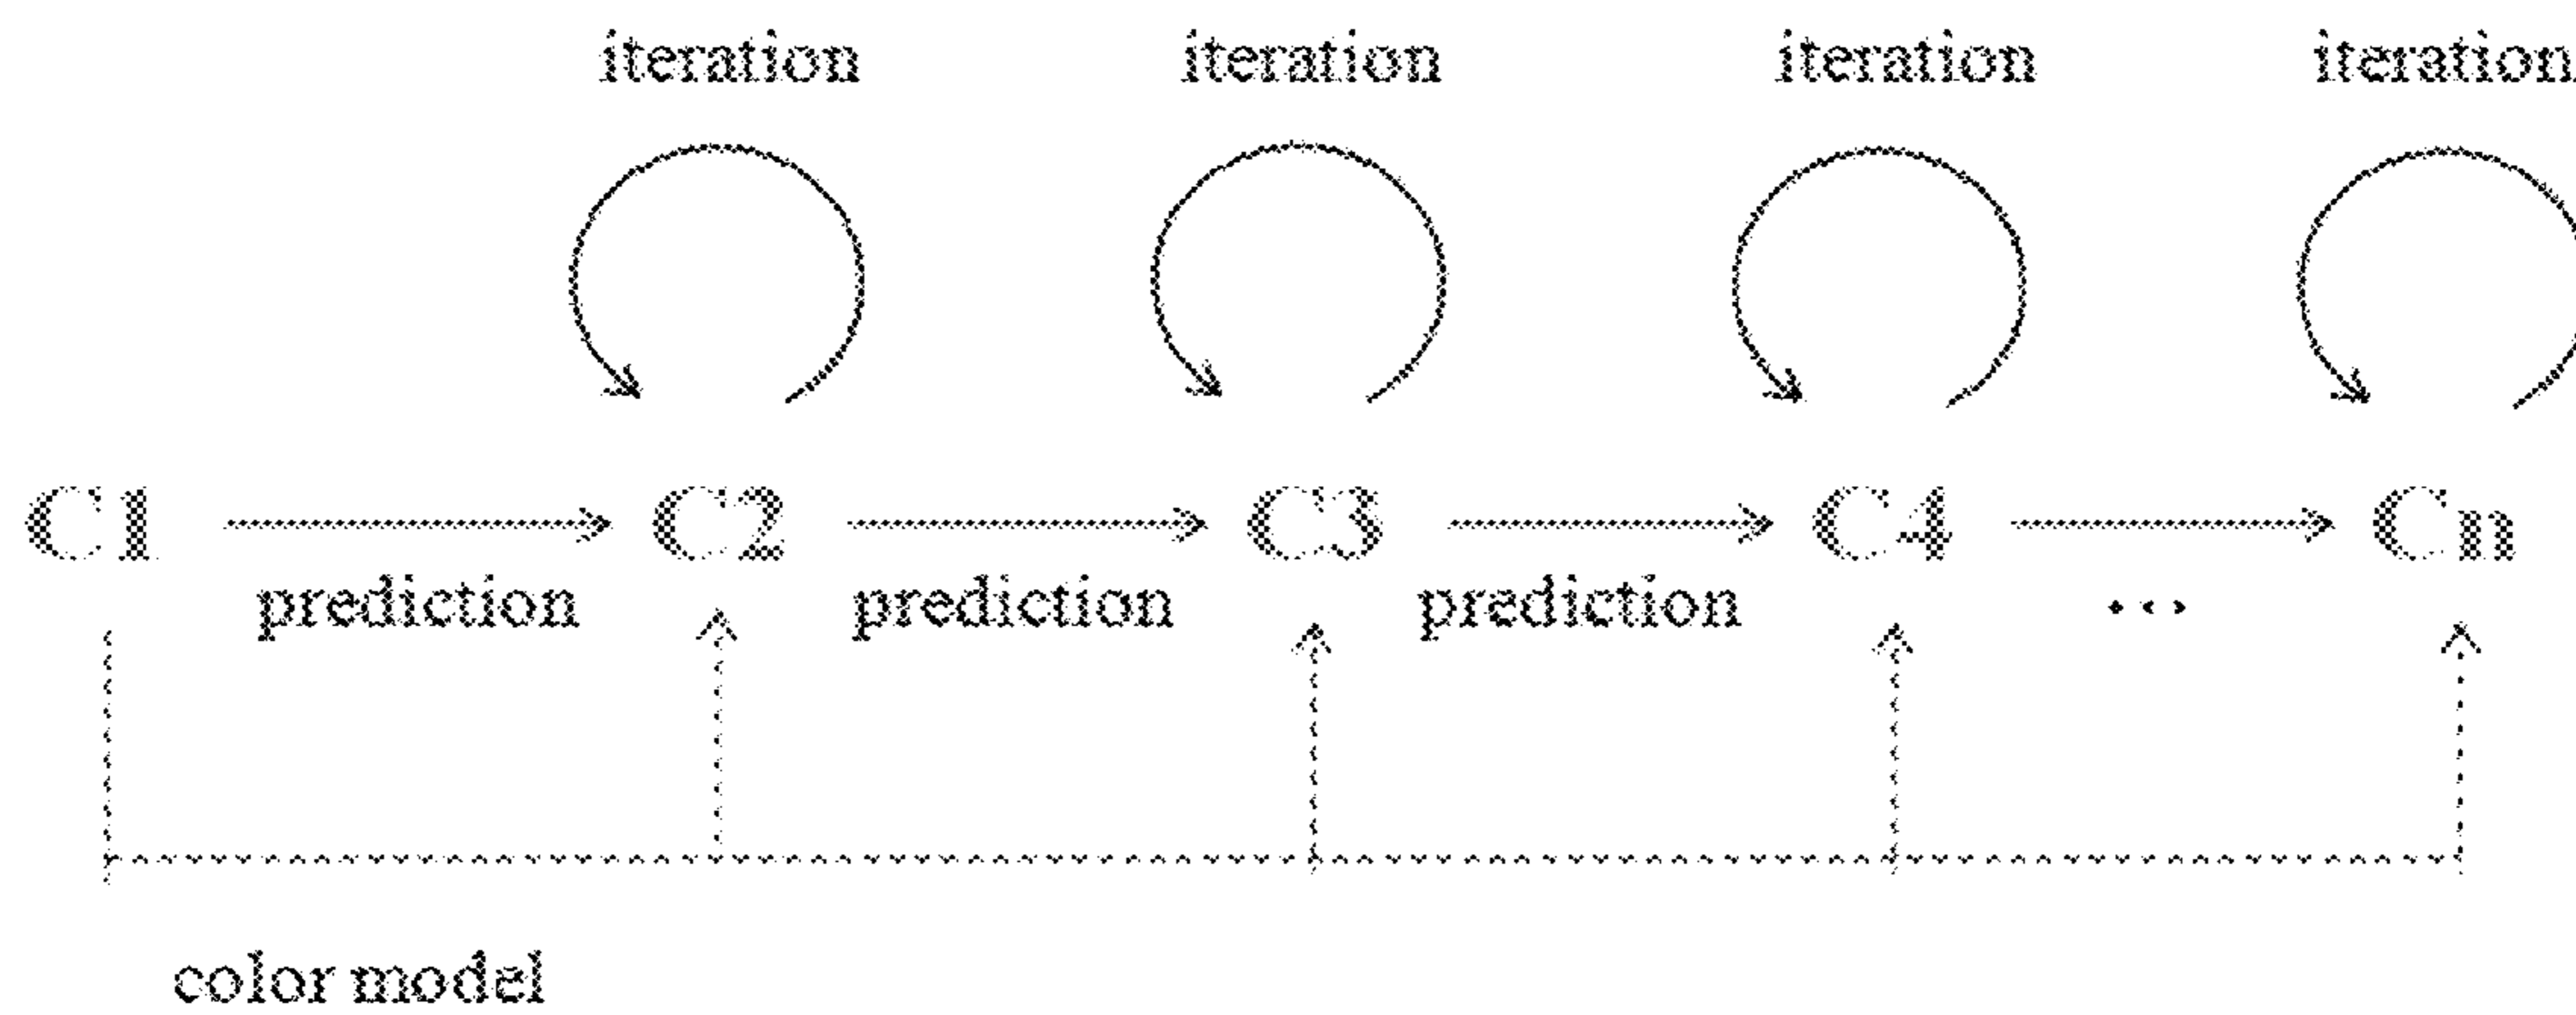 iteration iteration iteration iteration
C1 C2 C3 C4 Cn
prediction prediction prediction ...
color model